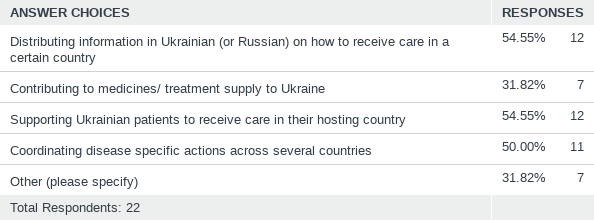 ANSWER CHOICES RESPONSES
Distributing information in Ukrainian (or Russian) on how to receive care in a 54.55% 12
certain country
Contributing to medicines/ treatment supply to Ukraine 31.82% 7
Supporting Ukrainian patients to receive care in their hosting country 54.55% 12
Coordinating disease specific actions across several countries 50.00% 11
Other (please specify) 31.82% 7
Total Respondents: 22